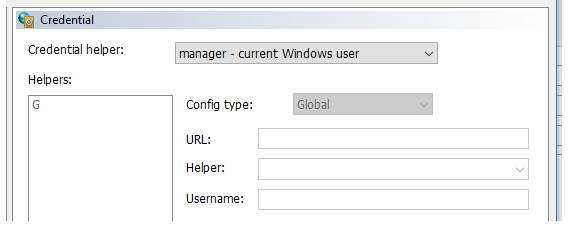 Credential
Credential helper: manager - current Windows user
Helpers:
G
Config type: Global
URL:
Helper:
Username: